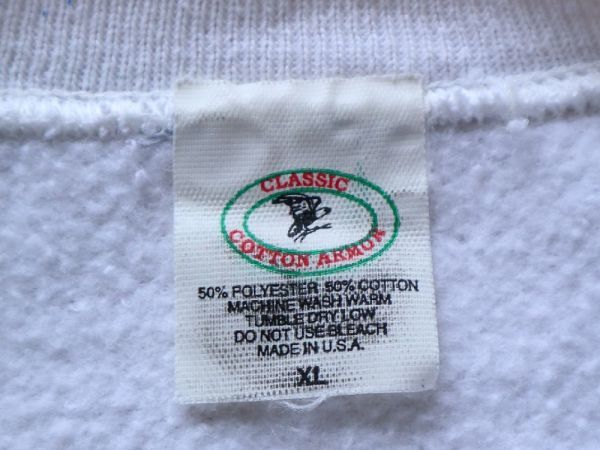 CLASSIC
COTTON ARMOR
50% POLYESTER 50% COTTON
MACHINE WASH WARM
TUMBLE DRY LOW
DO NOT USE BLEACH
MADE IN U.S.A.
XL